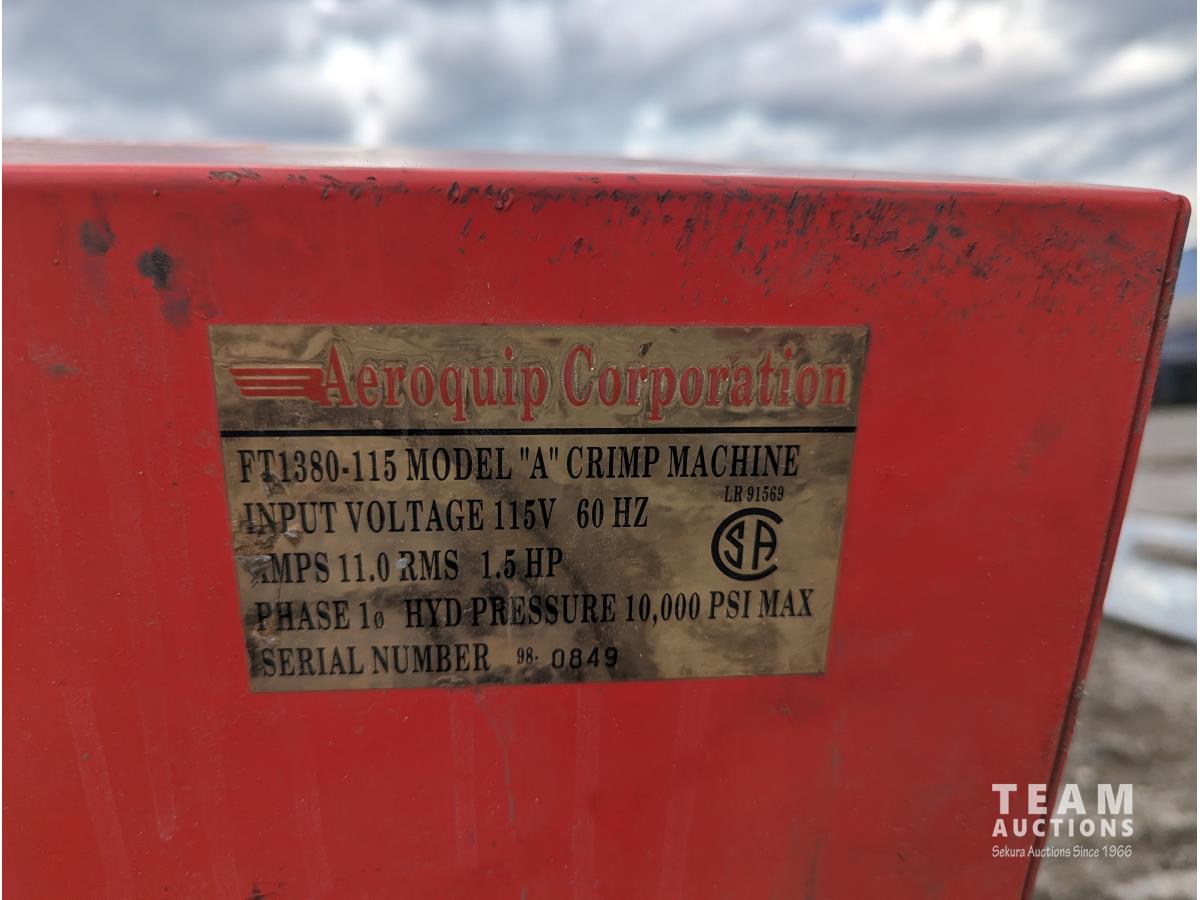 Aeroquip Corporation
FT1380-115 MODEL "A" CRIMP MACHINE
LR 91569
INPUT VOLTAGE 115V 60 HZ
SA
AMPS 11.0 RMS 1.5 HP
PHASE 1ø HYD PRESSURE 10,000 PSI MAX
SERIAL NUMBER 98- 0849
TEAM
AUCTIONS
Sekura Auctions Since 1966